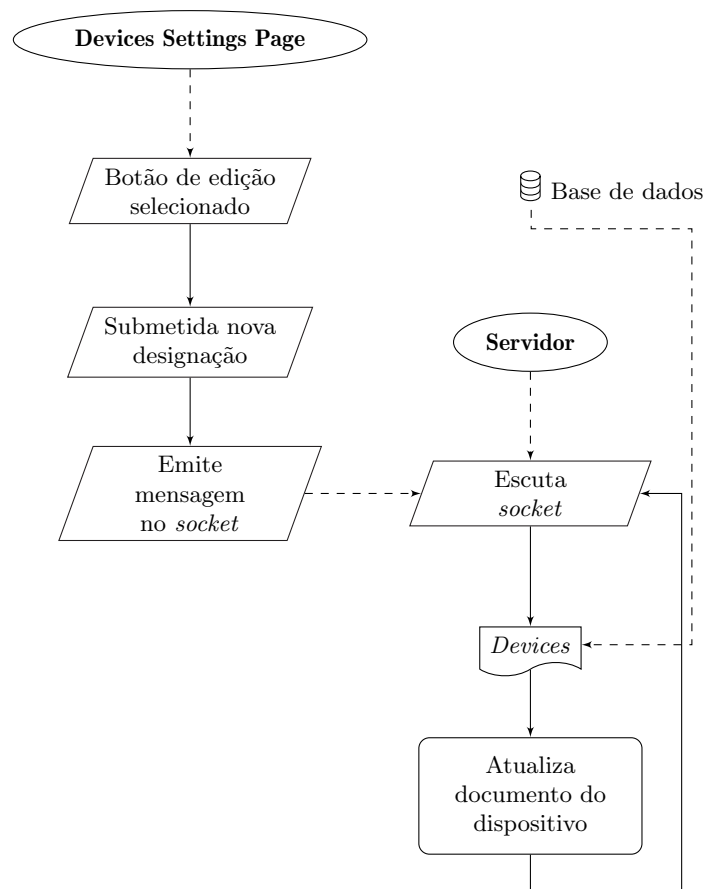 Devices Settings Page
Botão de edição
selecionado
Submetida nova
designação
Emite
mensagem
no socket
Base de dados
Servidor
Escuta
socket
Devices
Atualiza
documento do
dispositivo